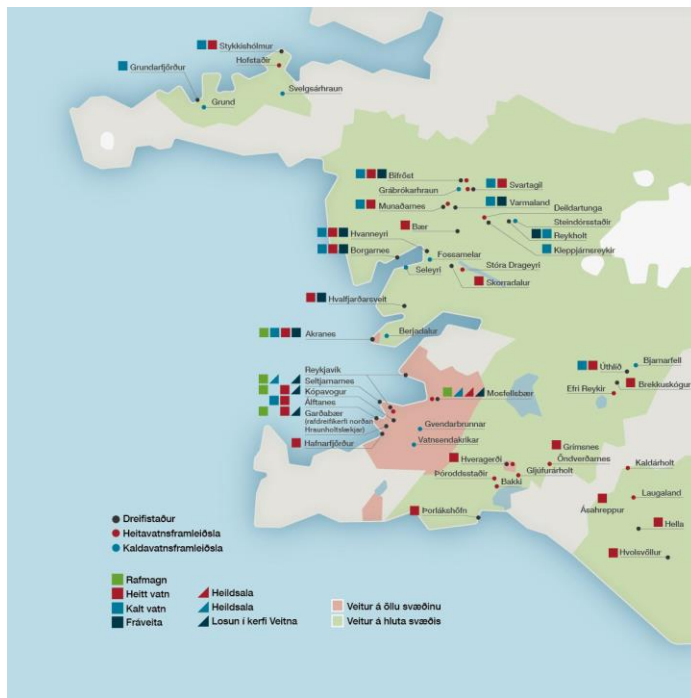 Stykkishólmur
Hofstaðir
Grundarfjörður
Svelgsárhraun
Grund
Bifröst
Grábrókarhraun
Svartagil
Munaðarnes
Varmaland
Deildartunga
Bær
Steindórsstaðir
Hvanneyri
Reykholt
Kleppjárnsreykir
Borgarnes
Fossamelar
Seleyri
Stóra Drageyri
Skorradalur
Hvalfjarðarsveit
Akranes
Berjadalur
Reykjavík
Seltjarnarnes
Kópavogur
Álftanes
Garðabær
(rafdreifikerfi norðan
Hraunholtslækjar)
Hafnarfjörður
Mosfellsbær
Úthlíð
Bjarnarfell
Efri Reykir
Brekkuskógur
Gvendarbrunnar
Vatnsendakrikar
Grímsnes
Hveragerði
Öndverðarnes
Þóroddsstaðir
Gljúfurárholt
Bakki
Kaldárholt
Laugaland
Ásahreppur
Þorlákshöfn
Hella
Hvolsvöllur
Dreifistaður
Heitavatnsframleiðsla
Kaldavatnsframleiðsla
Rafmagn
Heitt vatn
Kalt vatn
Fráveita
Heildsala
Heildsala
Losun í kerfi Veitna
Veitur á öllu svæðinu
Veitur á hluta svæðis